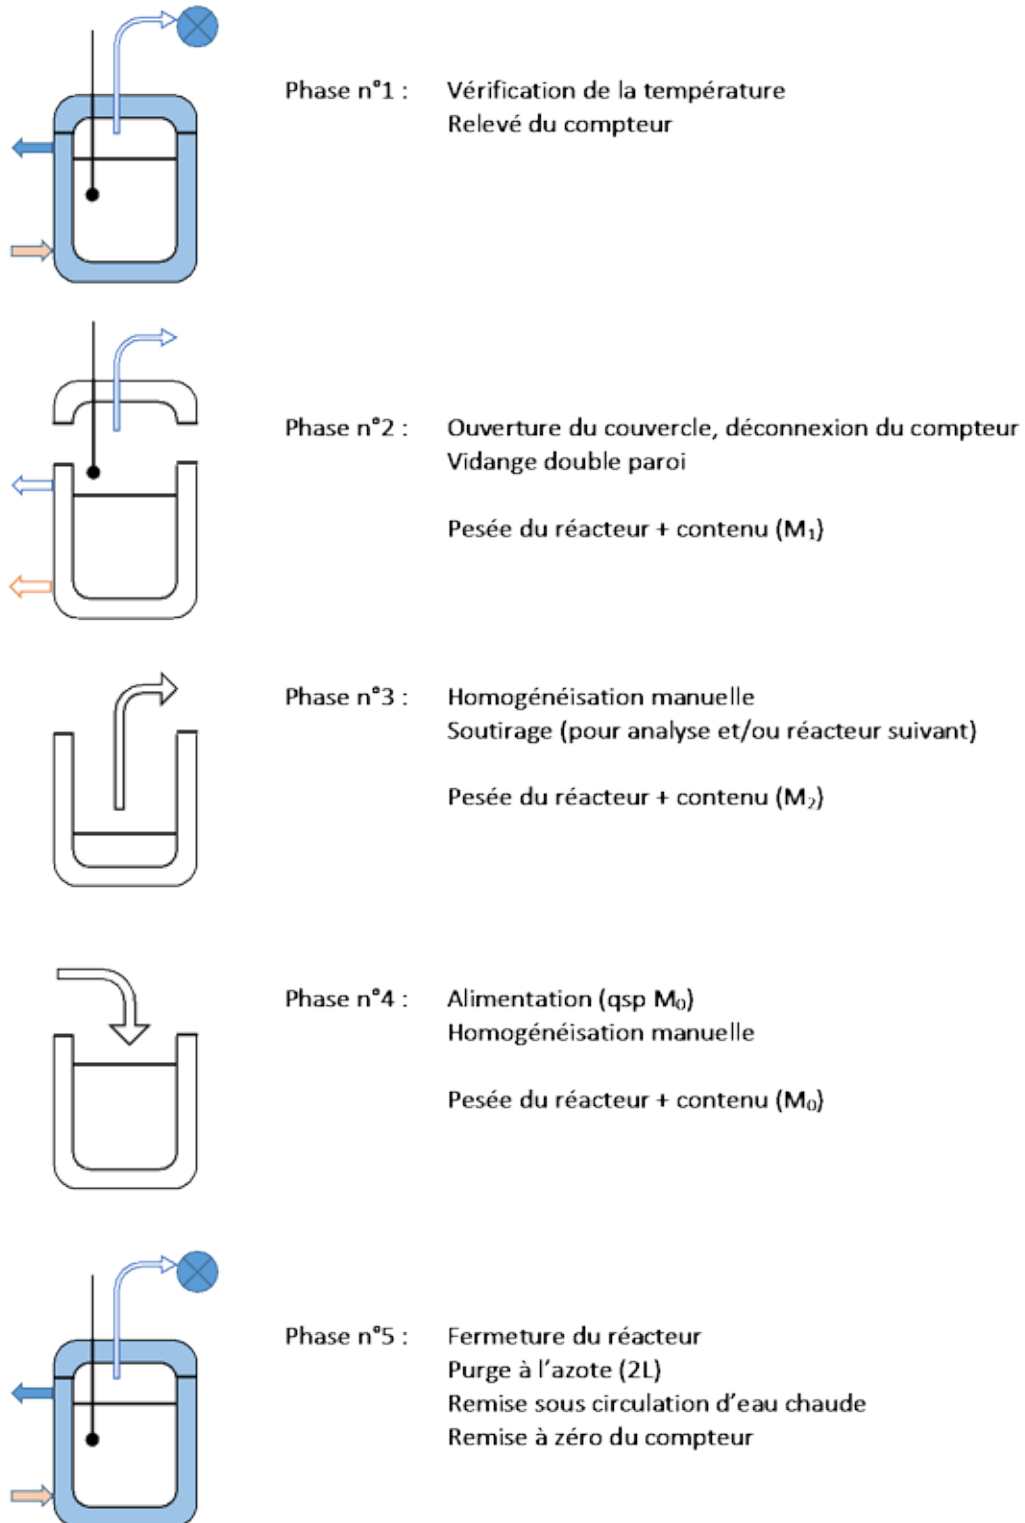 Phase n°1 : Vérification de la température
Relevé du compteur
Phase n°2 : Ouverture du couvercle, déconnexion du compteur
Vidange double paroi
Pesée du réacteur + contenu (M₁)
Phase n°3 : Homogénéisation manuelle
Soutirage (pour analyse et/ou réacteur suivant)
Pesée du réacteur + contenu (M₂)
Phase n°4 : Alimentation (qsp M₀)
Homogénéisation manuelle
Pesée du réacteur + contenu (M₀)
Phase n°5 : Fermeture du réacteur
Purge à l'azote (2L)
Remise sous circulation d'eau chaude
Remise à zéro du compteur